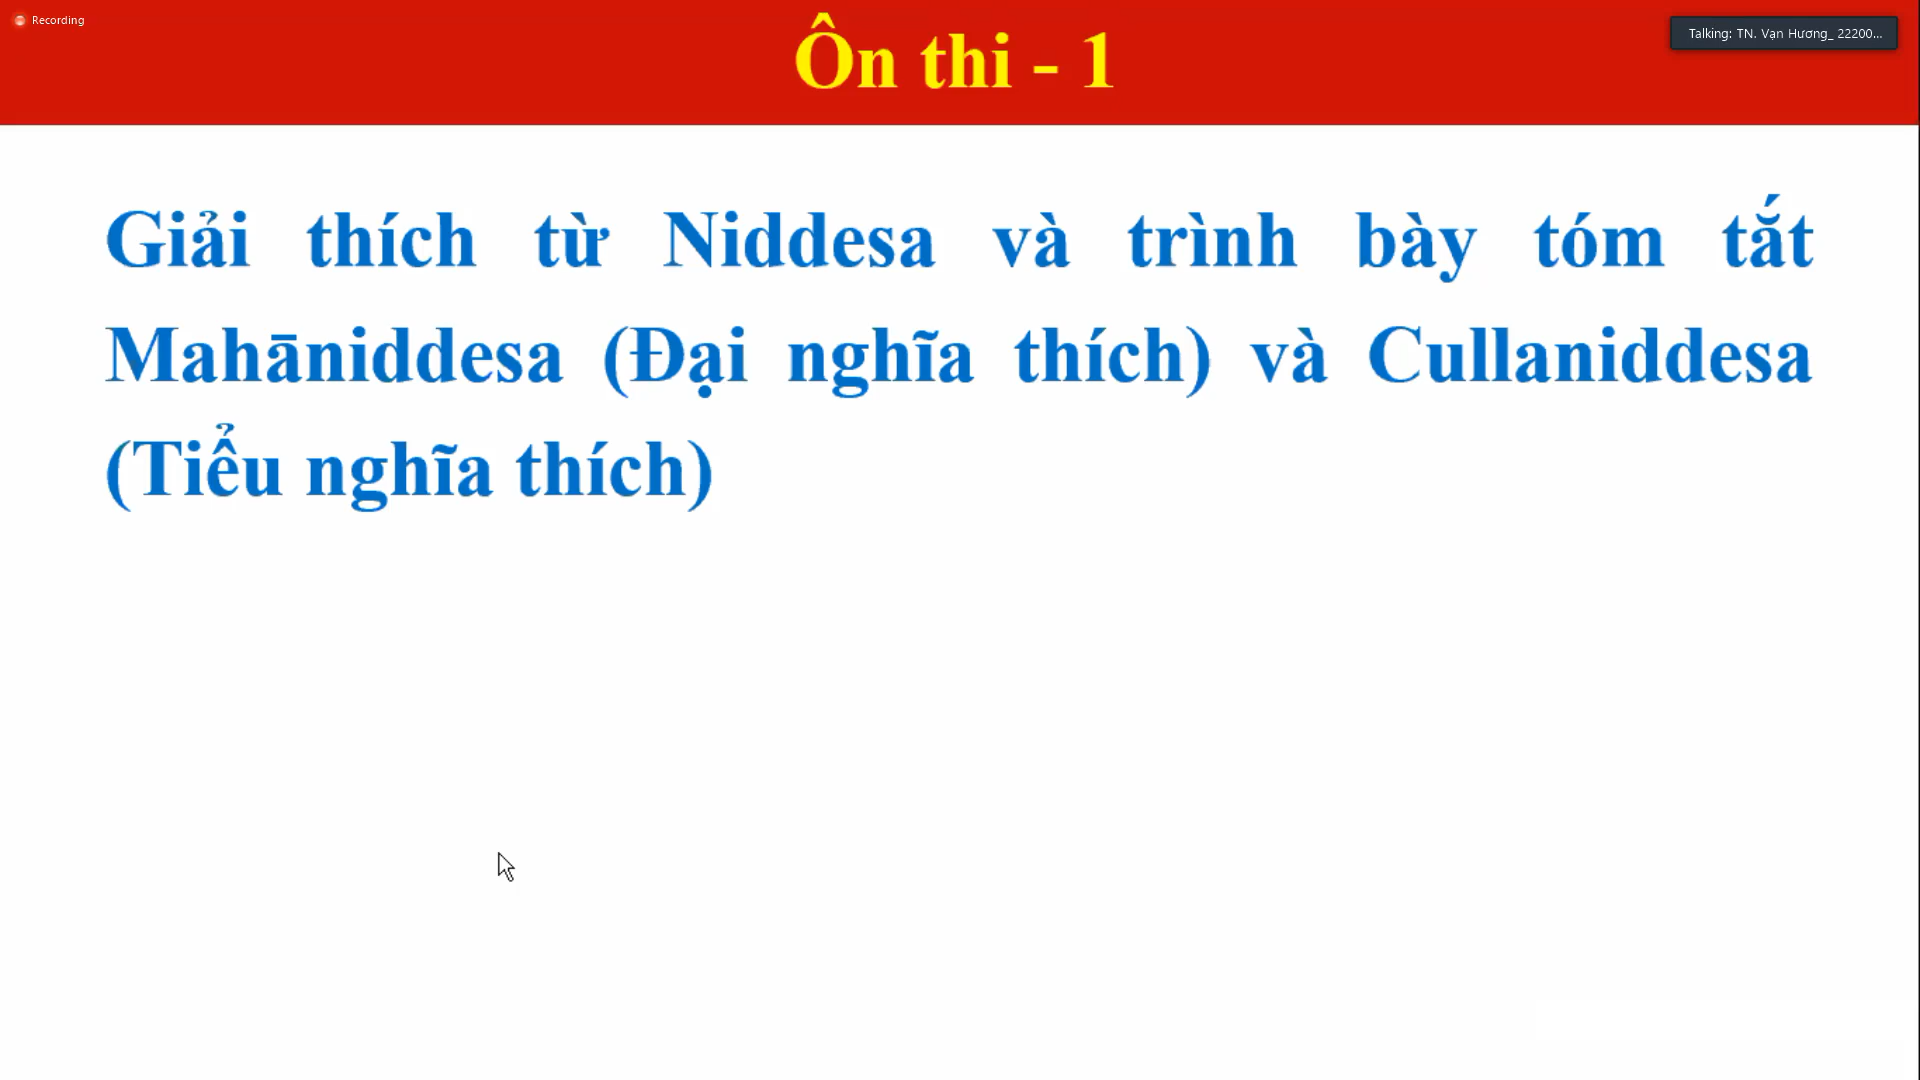 Recording
Talking: TN. Vạn Hương_ 22200...
Ôn thi - 1
Giải thích từ Niddesa và trình bày tóm tắt
Mahāniddesa (Đại nghĩa thích) và Cullaniddesa
(Tiểu nghĩa thích)